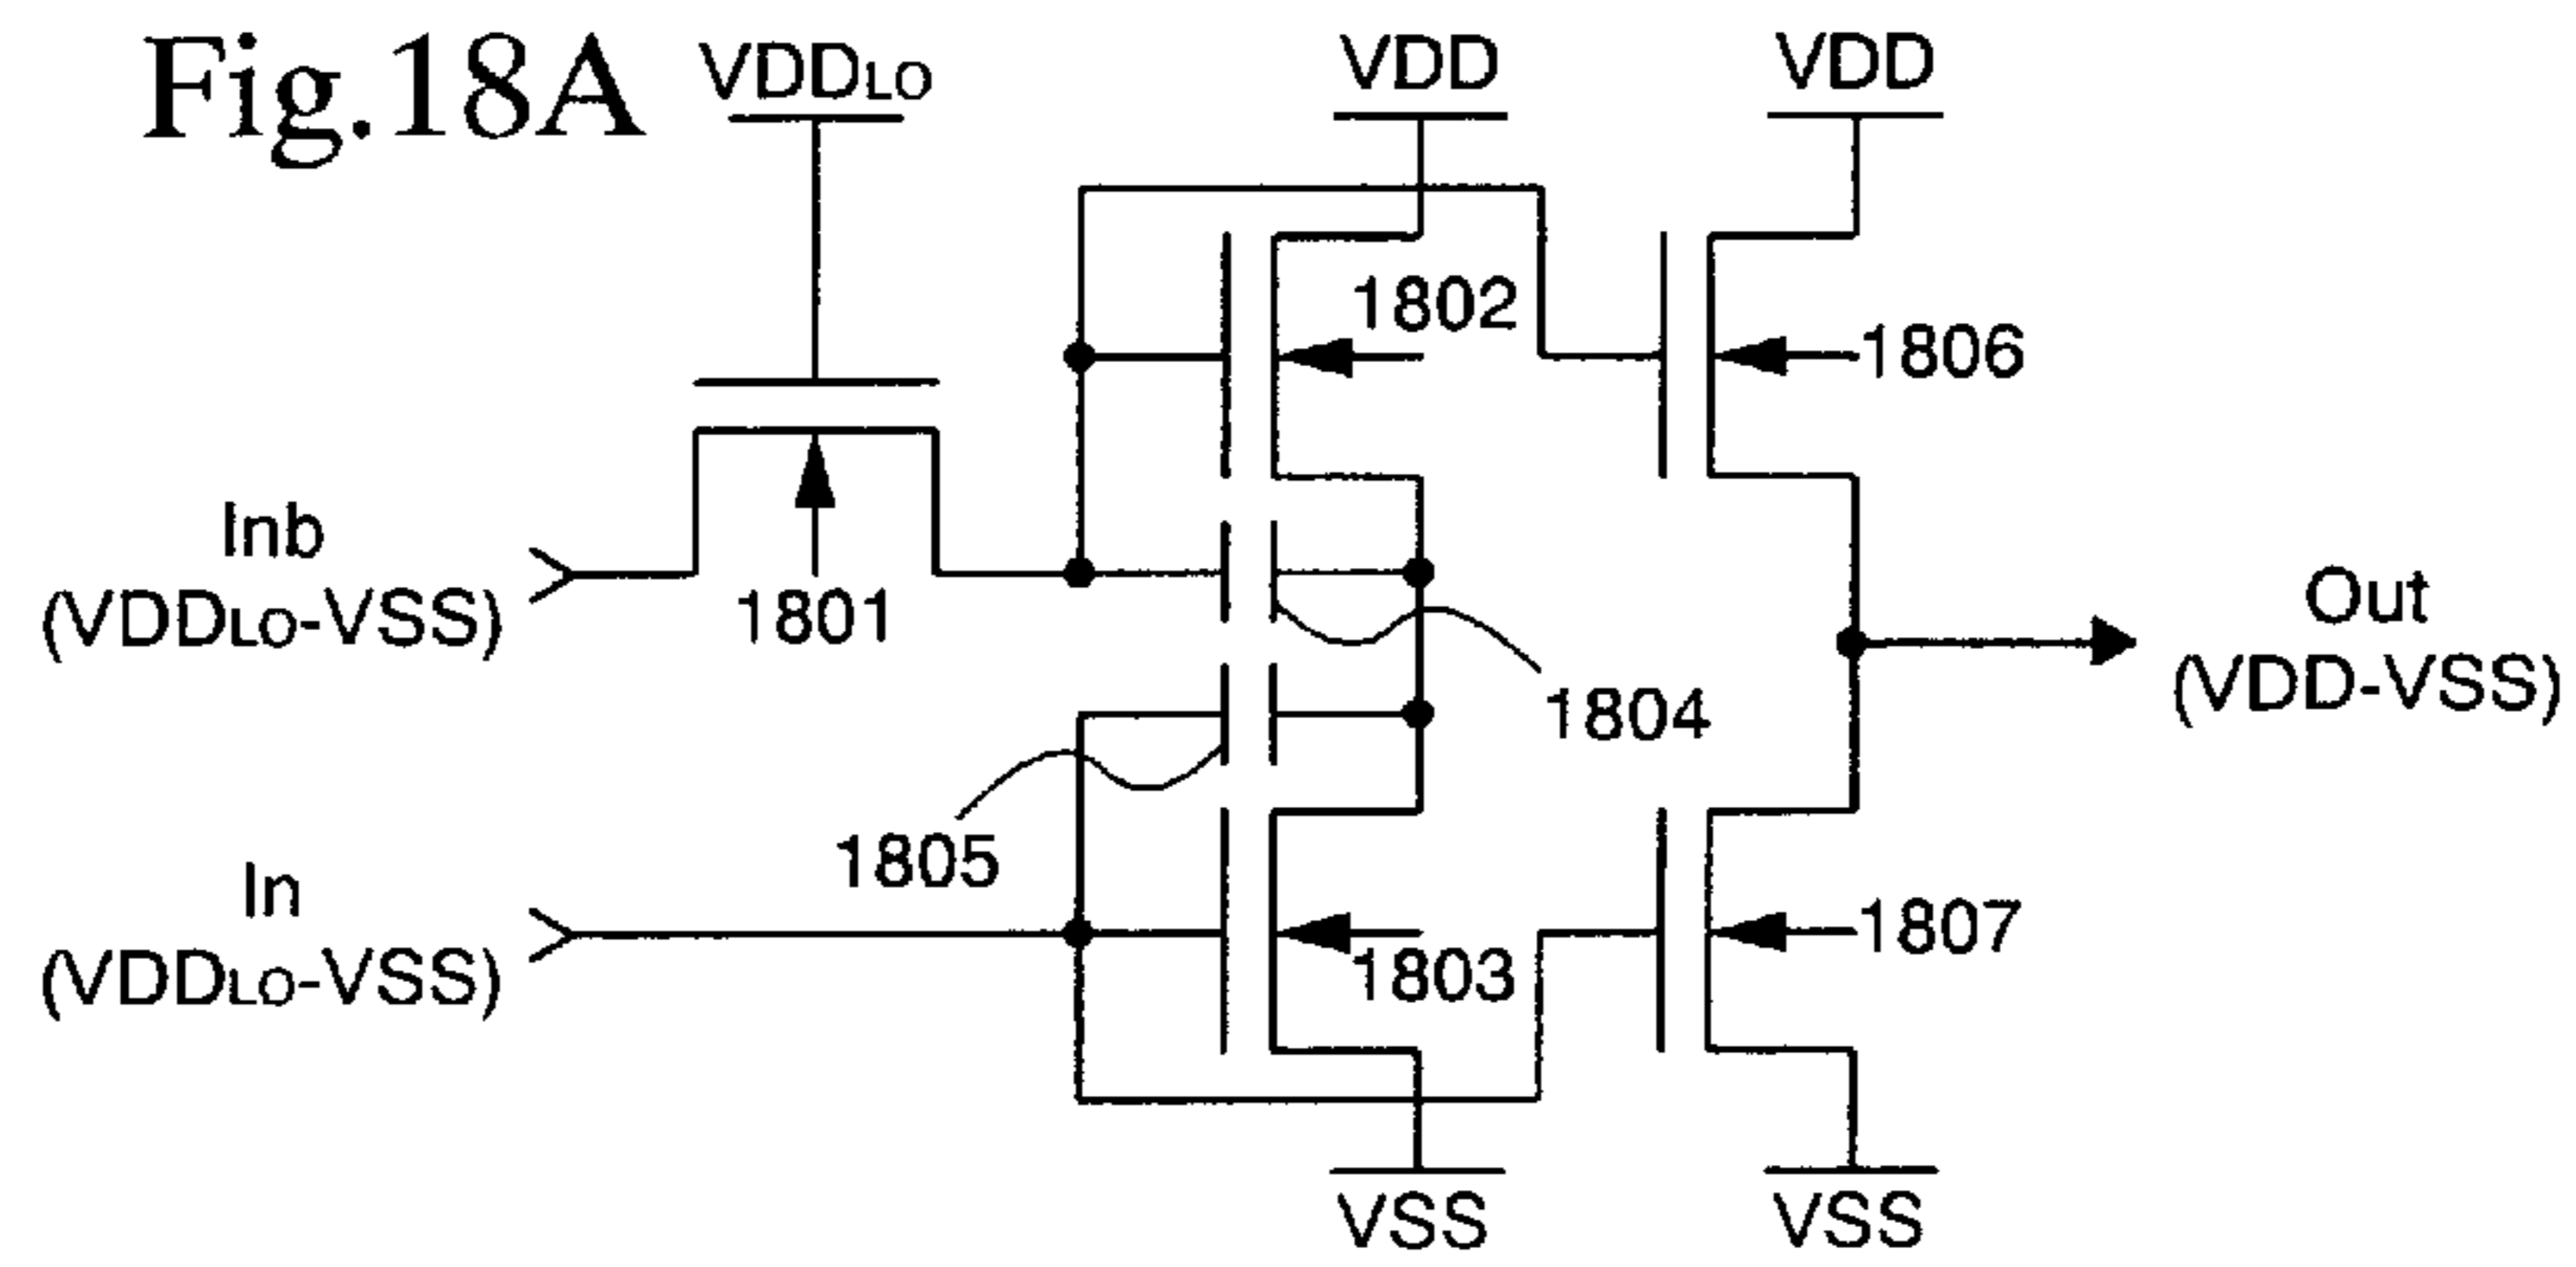 Fig.18A
VDDLO
VDD
VDD
1802
1806
Inb
(VDDLO-VSS)
1801
1804
Out
(VDD-VSS)
1805
In
(VDDLO-VSS)
1803
1807
VSS
VSS